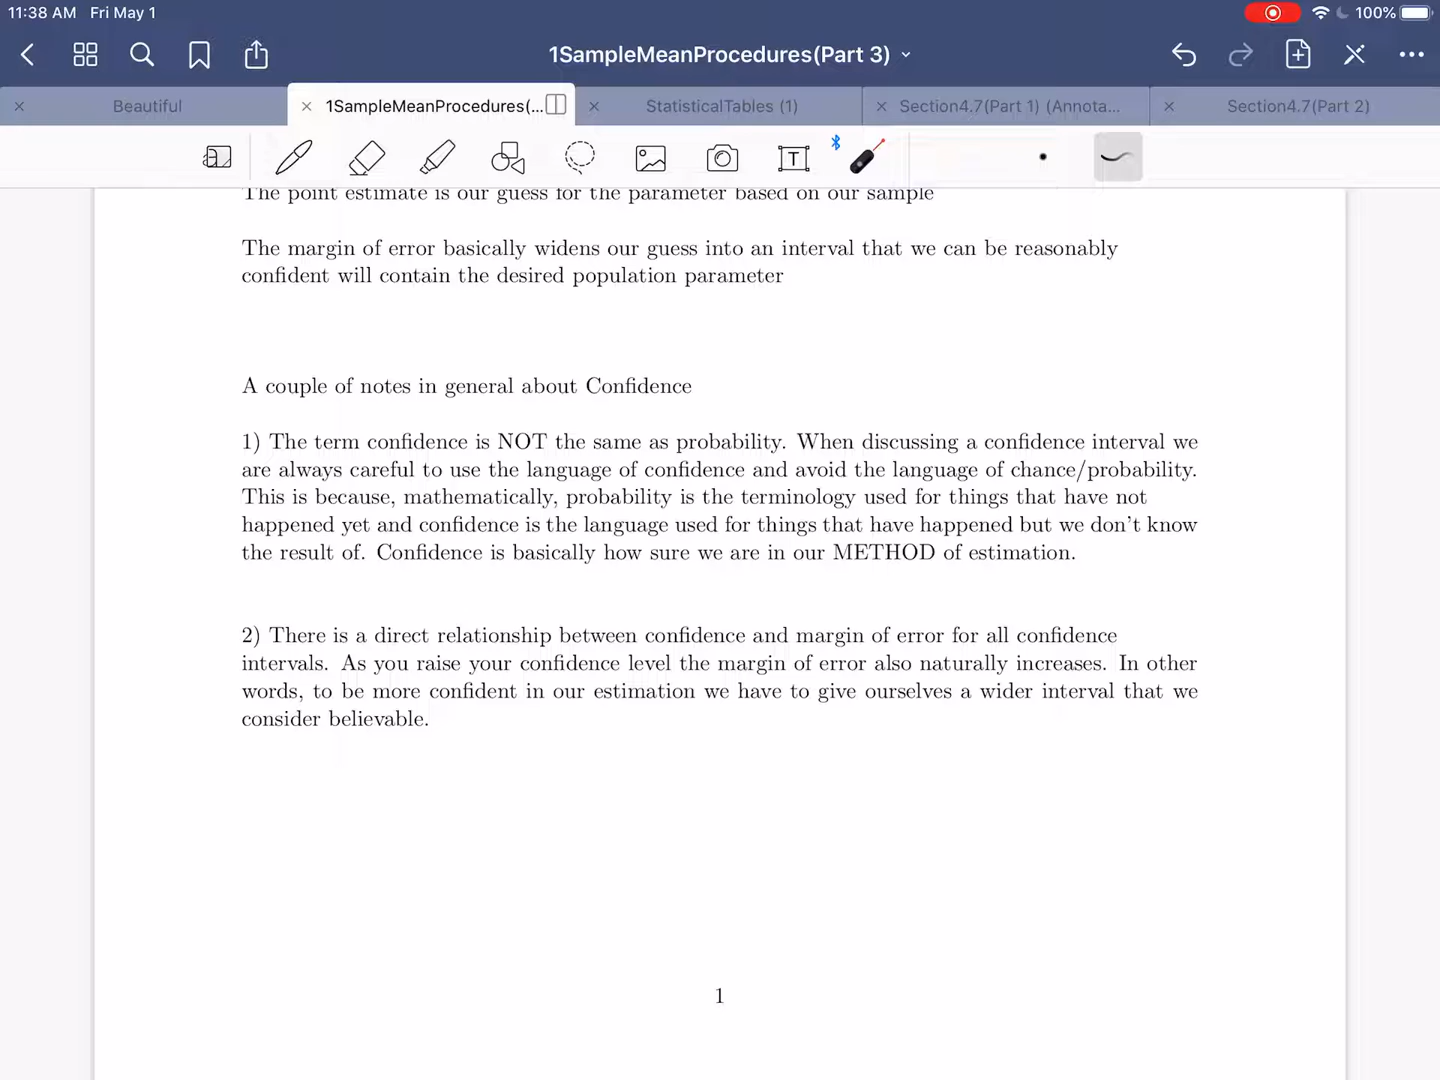 11:38 AM Fri May 1
100%
1SampleMeanProcedures(Part 3)
Beautiful
1SampleMeanProcedures(...
StatisticalTables (1)
Section4.7(Part 1) (Annota...
Section4.7(Part 2)
The point estimate is our guess for the parameter based on our sample
The margin of error basically widens our guess into an interval that we can be reasonably
confident will contain the desired population parameter
A couple of notes in general about Confidence
1) The term confidence is NOT the same as probability. When discussing a confidence interval we
are always careful to use the language of confidence and avoid the language of chance/probability.
This is because, mathematically, probability is the terminology used for things that have not
happened yet and confidence is the language used for things that have happened but we don't know
the result of. Confidence is basically how sure we are in our METHOD of estimation.
2) There is a direct relationship between confidence and margin of error for all confidence
intervals. As you raise your confidence level the margin of error also naturally increases. In other
words, to be more confident in our estimation we have to give ourselves a wider interval that we
consider believable.
1